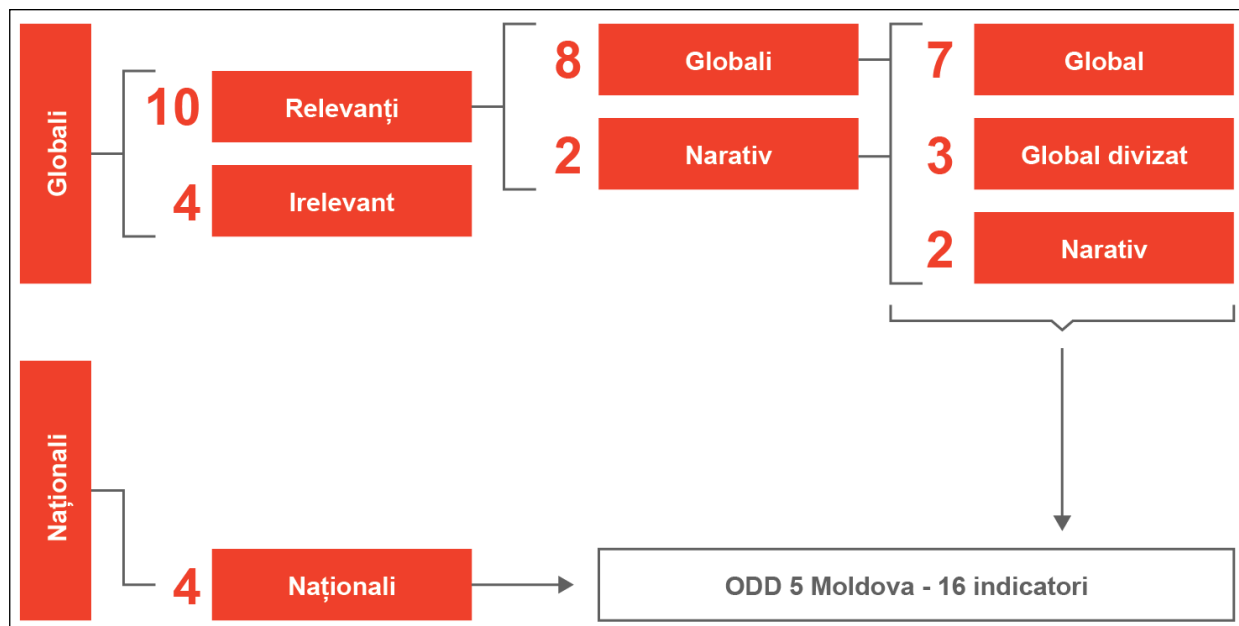 Globali
10
Relevanți
4
Irelevant
8
Globali
2
Narativ
7
Global
3
Global divizat
2
Narativ
Naționali
4
Naționali
ODD 5 Moldova - 16 indicatori